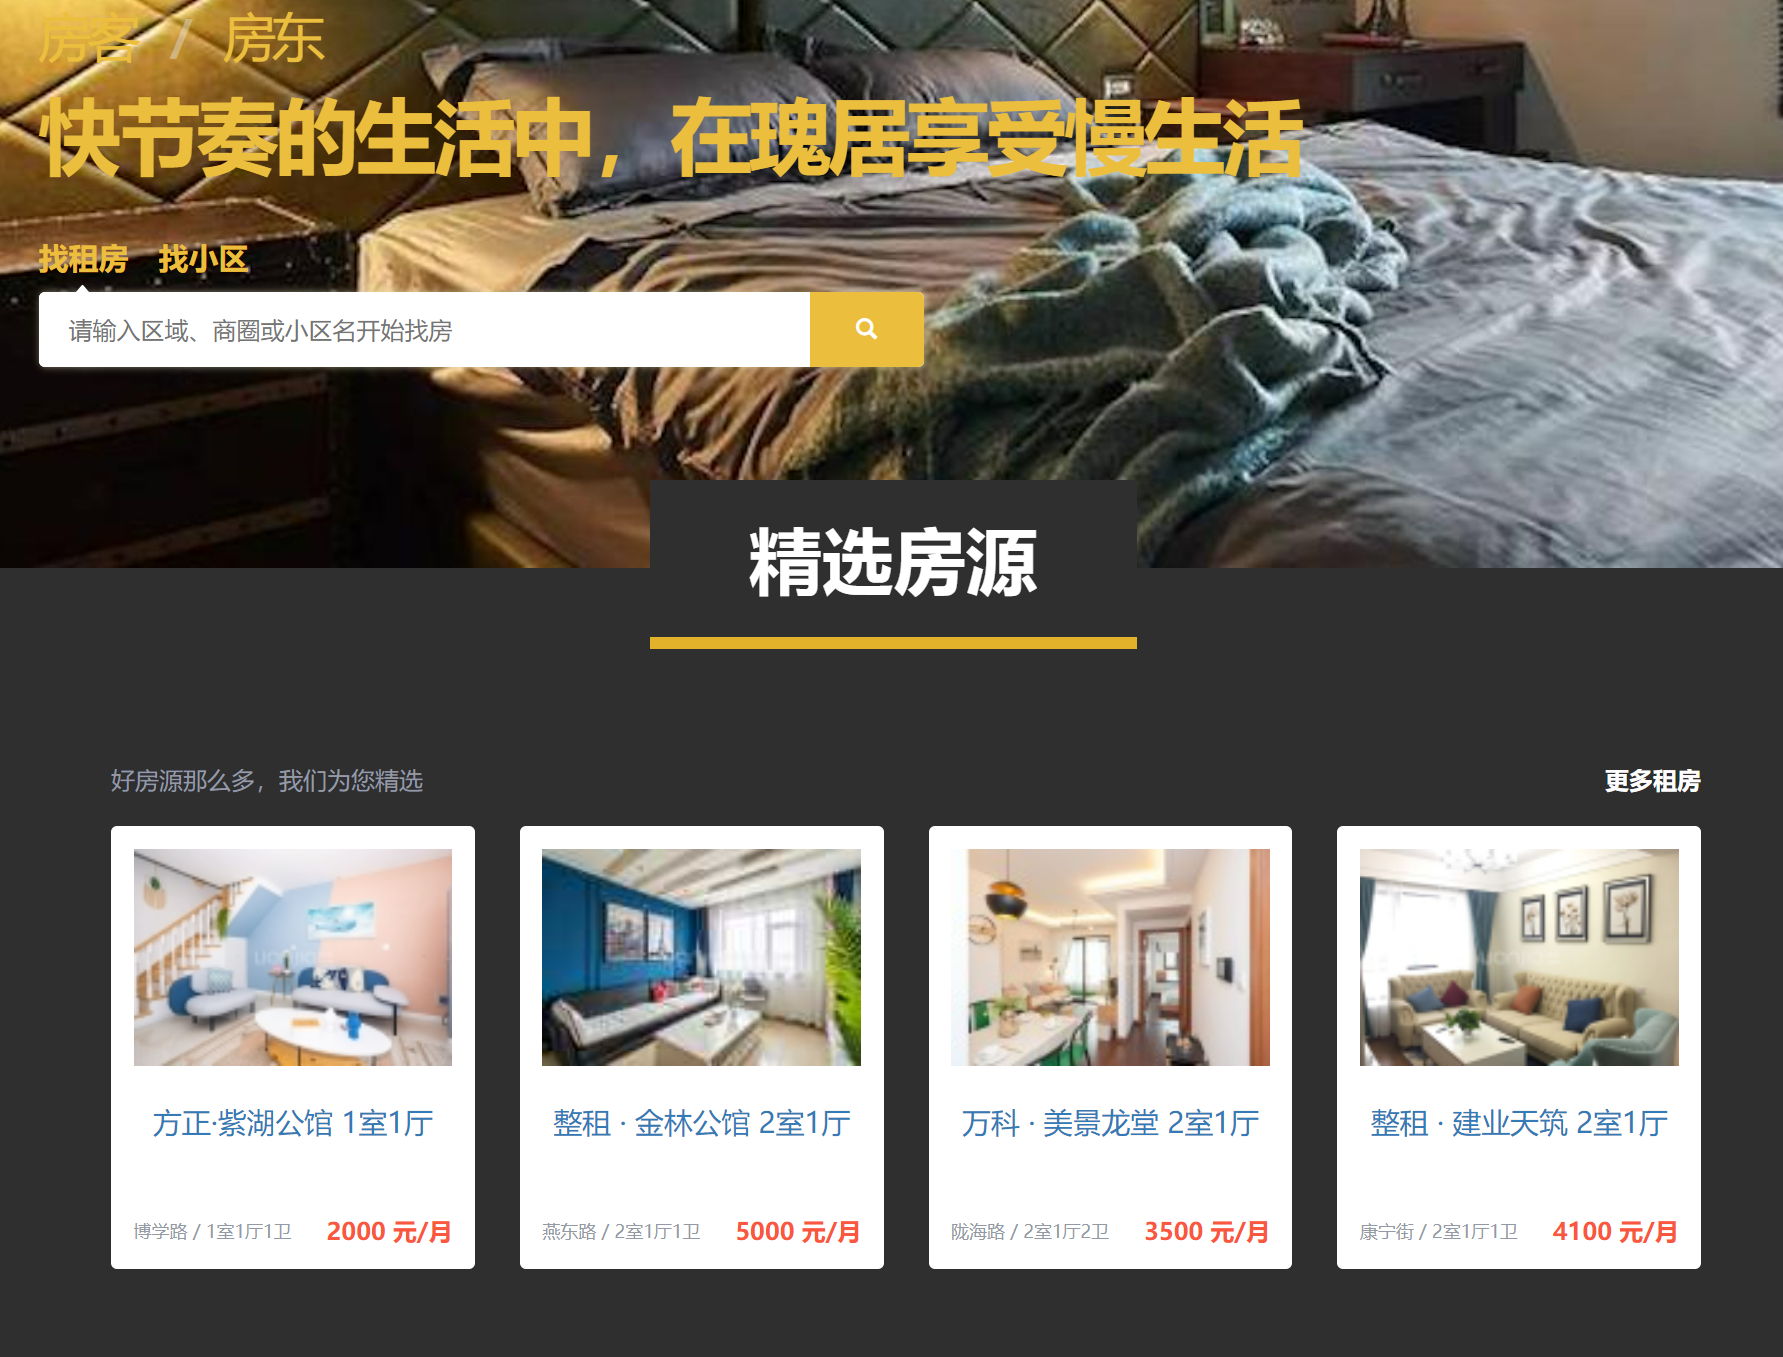 房客 / 房东
快节奏的生活中，在瑰居享受慢生活
找租房 找小区
请输入区域、商圈或小区名开始找房
精选房源
好房源那么多，我们为您精选
更多租房
方正·紫湖公馆 1室1厅
博学路 / 1室1厅1卫 2000 元/月
整租 · 金林公馆 2室1厅
燕东路 / 2室1厅1卫 5000 元/月
万科 · 美景龙堂 2室1厅
陇海路 / 2室1厅2卫 3500 元/月
整租 · 建业天筑 2室1厅
康宁街 / 2室1厅1卫 4100 元/月